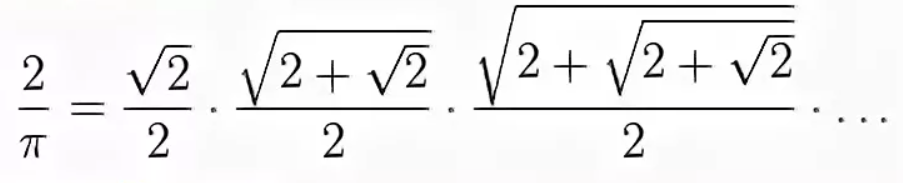 2/π = √2/2 · √(2 + √2)/2 · √(2 + √(2 + √2))/2 · …